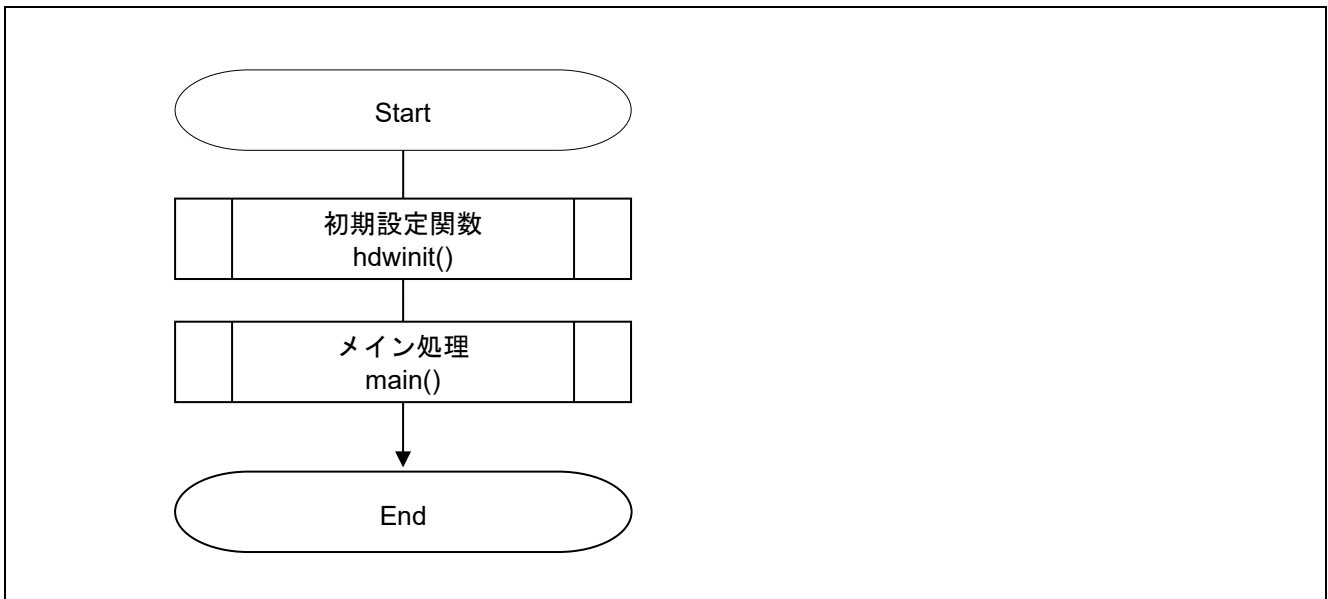 Start
初期設定関数
hdwinit()
メイン処理
main()
End